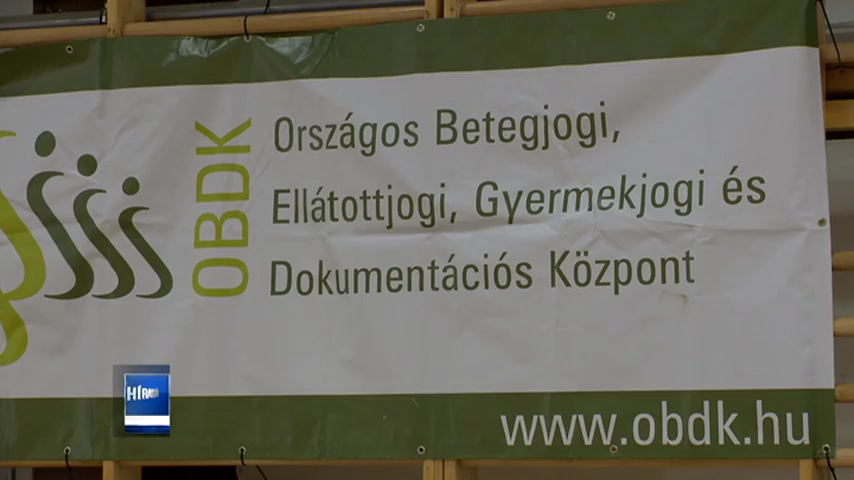 OBDK
Országos Betegjogi,
Ellátottjogi, Gyermekjogi és
Dokumentációs Központ
www.obdk.hu